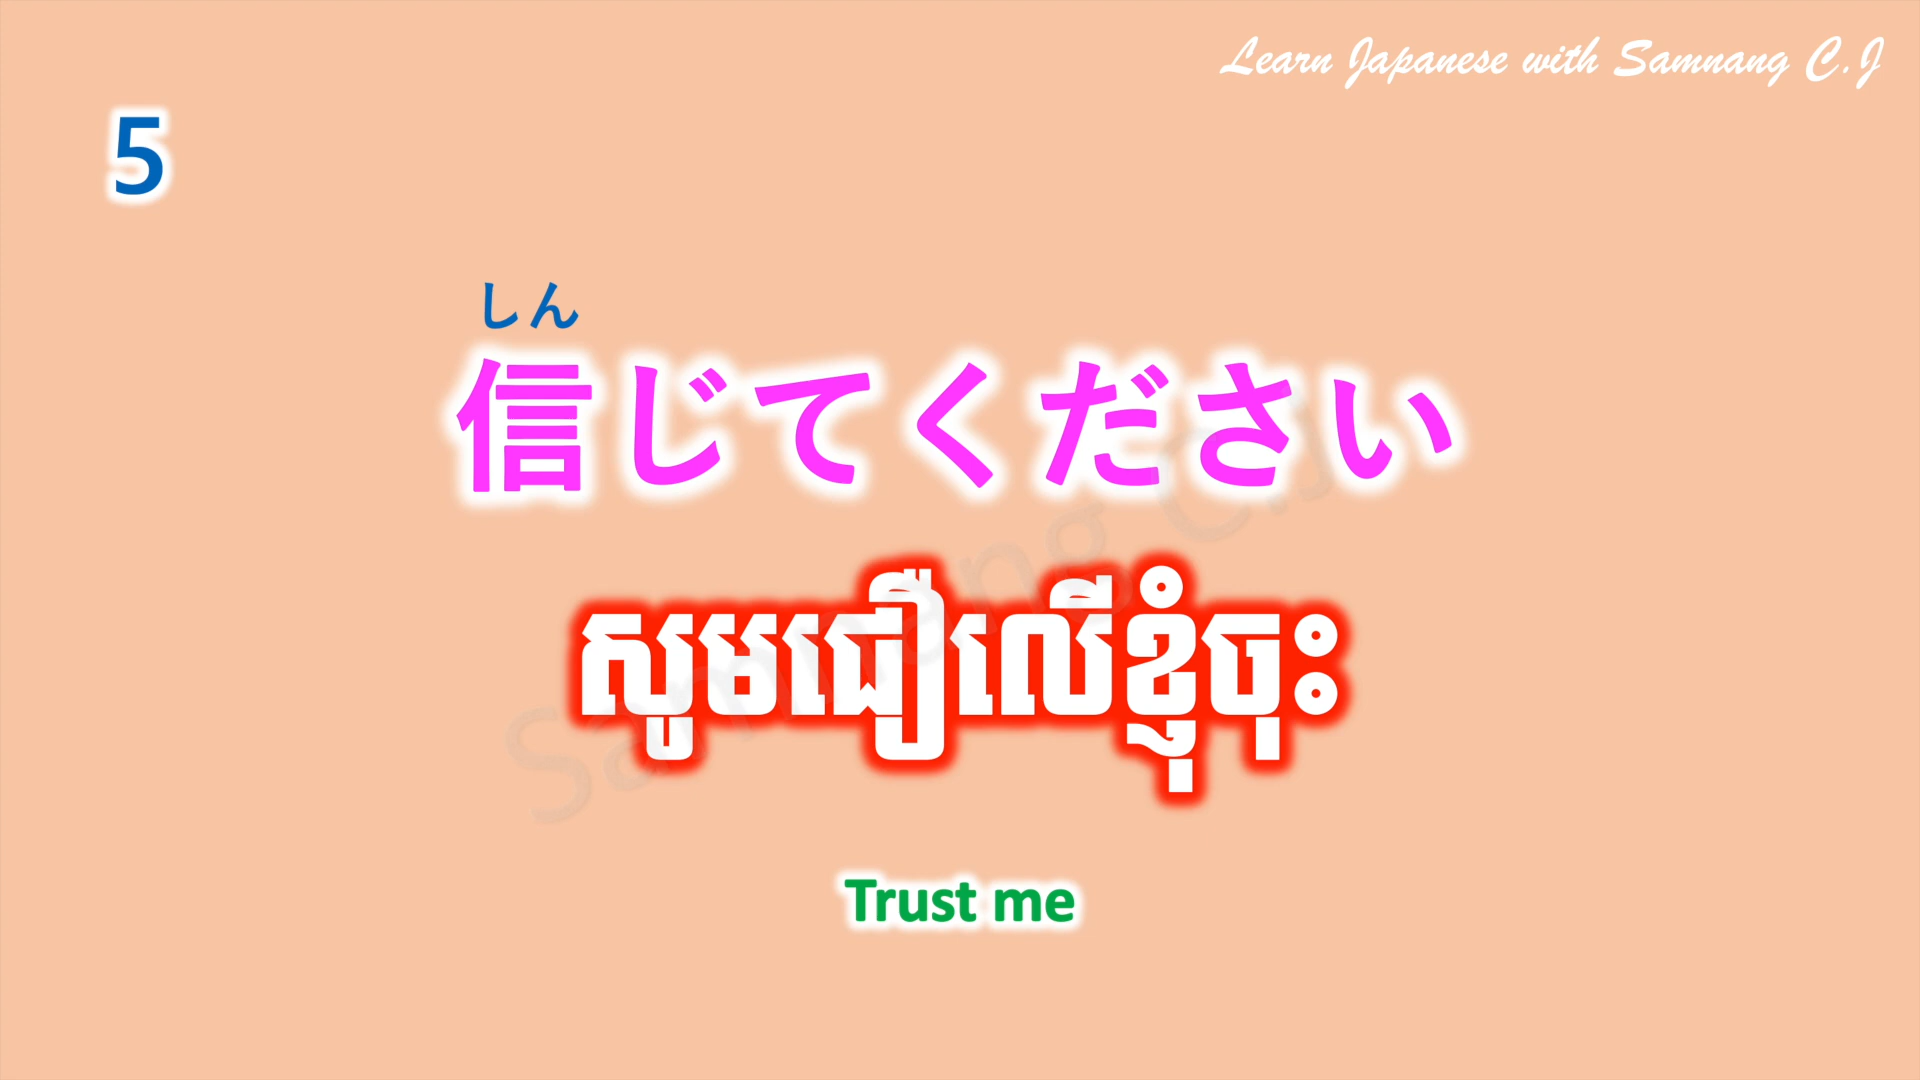 Learn Japanese with Samnang C.J
5
しん
信じてください
សូមជឿលើខ្ញុំចុះ
Trust me
Samnang C.J